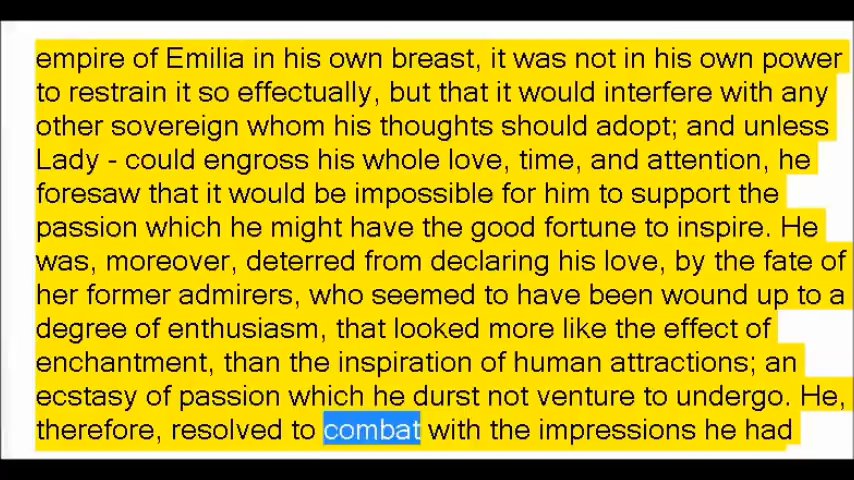 empire of Emilia in his own breast, it was not in his own power
to restrain it so effectually, but that it would interfere with any
other sovereign whom his thoughts should adopt; and unless
Lady - could engross his whole love, time, and attention, he
foresaw that it would be impossible for him to support the
passion which he might have the good fortune to inspire. He
was, moreover, deterred from declaring his love, by the fate of
her former admirers, who seemed to have been wound up to a
degree of enthusiasm, that looked more like the effect of
enchantment, than the inspiration of human attractions; an
ecstasy of passion which he durst not venture to undergo. He,
therefore, resolved to combat with the impressions he had